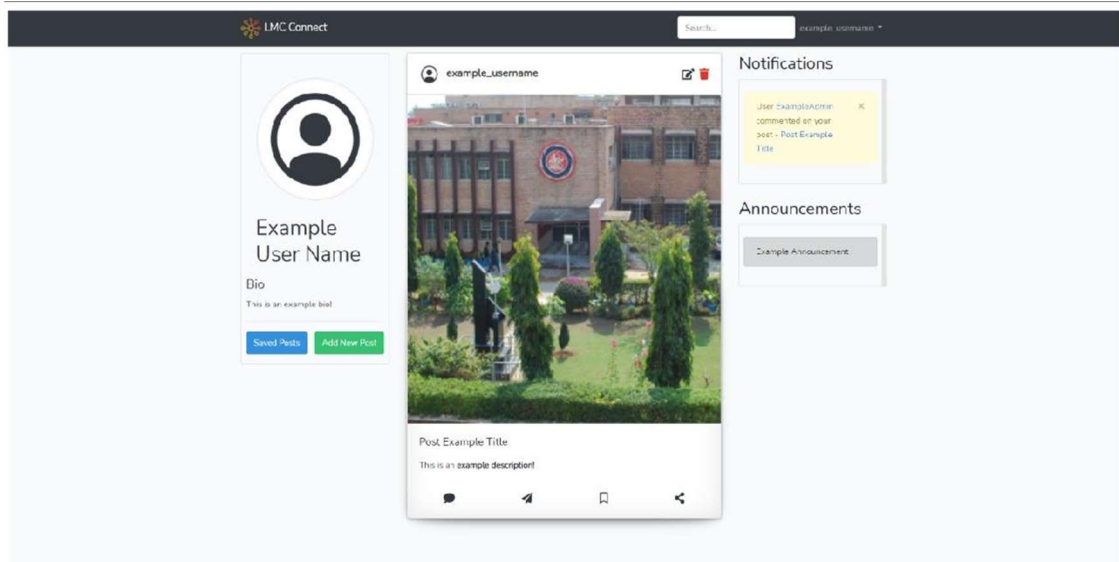 LMC Connect
Search...
example_username
Example
User Name
Bio
This is an example bio!
Saved Posts
Add New Post
example_username
Post Example Title
This is an example description!
Notifications
User ExampleAdmin
commented on your
post - Post Example
Title
Announcements
Example Announcement